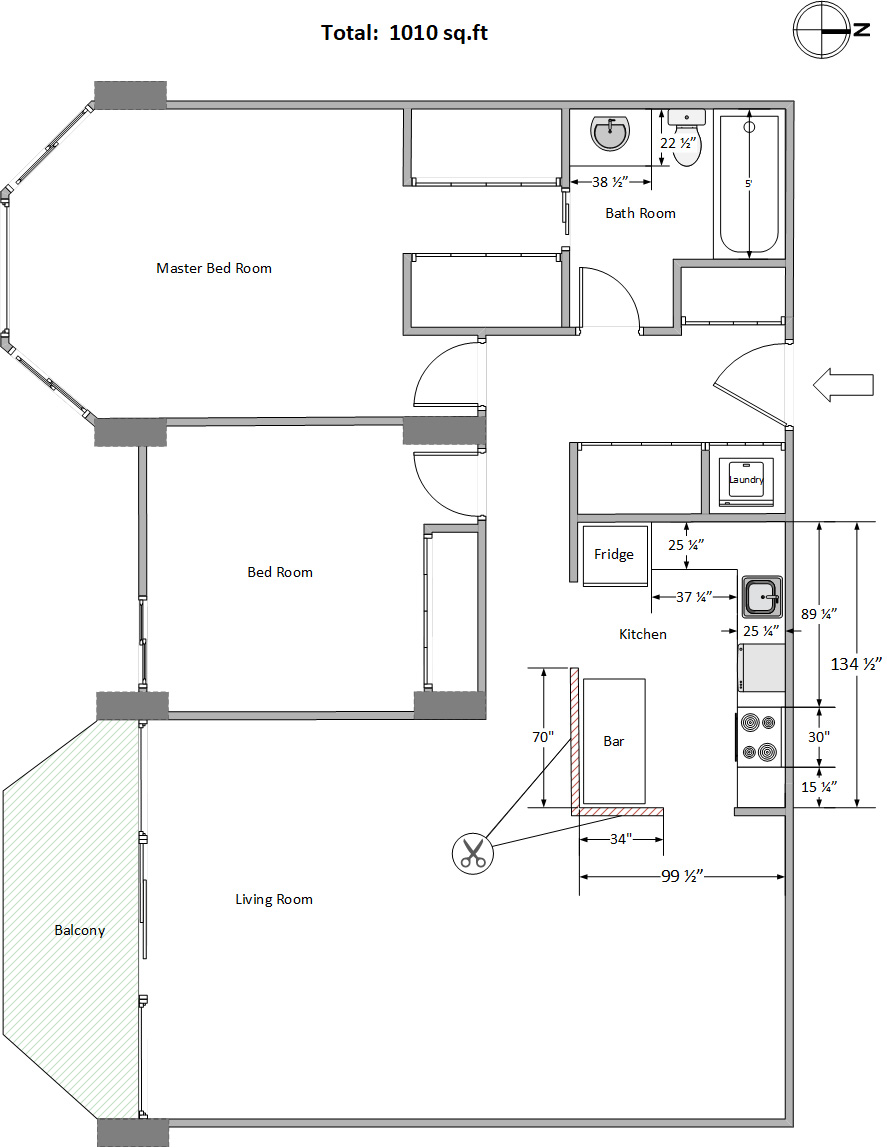 Total:  1010 sq.ft
N
22 ½”
38 ½”
5'
Bath Room
Master Bed Room
Laundry
Fridge
25 ¼”
Bed Room
37 ¼”
89 ¼”
Kitchen
25 ¼”
134 ½”
70"
Bar
30"
15 ¼”
34"
99 ½”
Living Room
Balcony